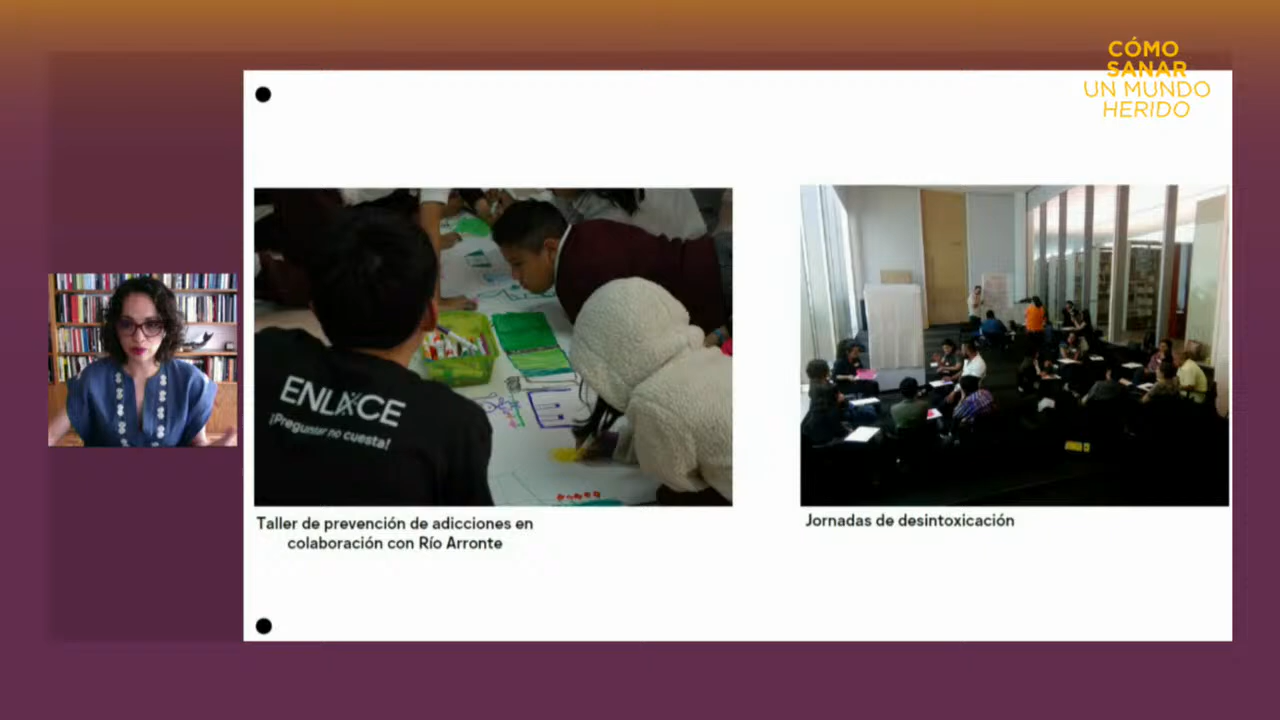 CÓMO
SANAR
UN MUNDO
HERIDO
ENLACE
¡Preguntar no cuesta!
Taller de prevención de adicciones en
colaboración con Río Arronte
Jornadas de desintoxicación